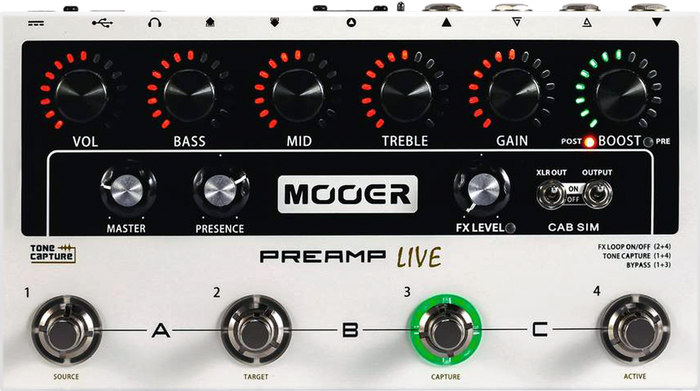 VOL BASS MID TREBLE GAIN POST BOOST PRE
XLR OUT OUTPUT
MOOER ON
OFF
MASTER PRESENCE FX LEVEL CAB SIM
TONE CAPTURE
PREAMP LIVE
FX LOOP ON/OFF (2+4)
TONE CAPTURE (1+4)
BYPASS (1+3)
1 2 3 4
A B C
SOURCE TARGET CAPTURE ACTIVE